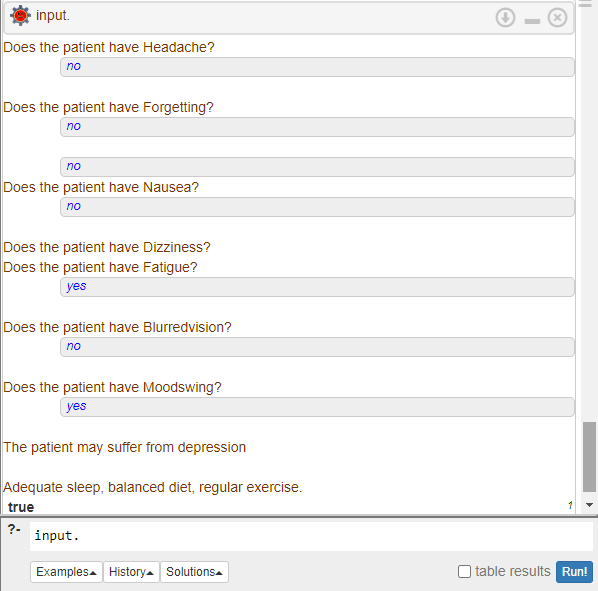 input.
Does the patient have Headache?
no
Does the patient have Forgetting?
no
no
Does the patient have Nausea?
no
Does the patient have Dizziness?
Does the patient have Fatigue?
yes
Does the patient have Blurredvision?
no
Does the patient have Moodswing?
yes
The patient may suffer from depression
Adequate sleep, balanced diet, regular exercise.
true
1
?- input.
Examples▲ History▲ Solutions▲ table results Run!